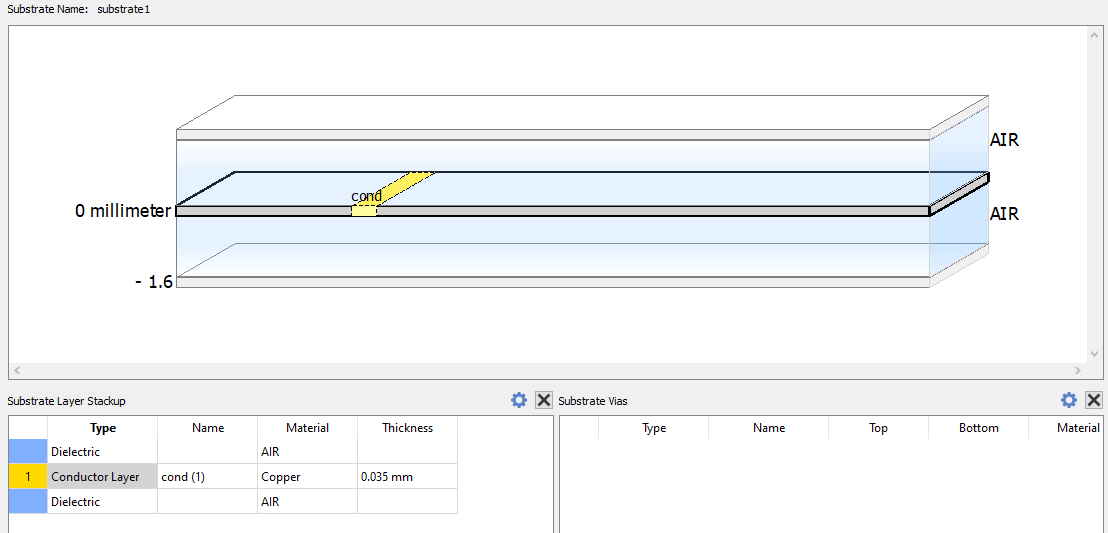 Substrate Name: substrate1
AIR
cond
0 millimeter
AIR
- 1.6
Substrate Layer Stackup
Type Name Material Thickness
Dielectric AIR
1 Conductor Layer cond (1) Copper 0.035 mm
Dielectric AIR
Substrate Vias
Type Name Top Bottom Material